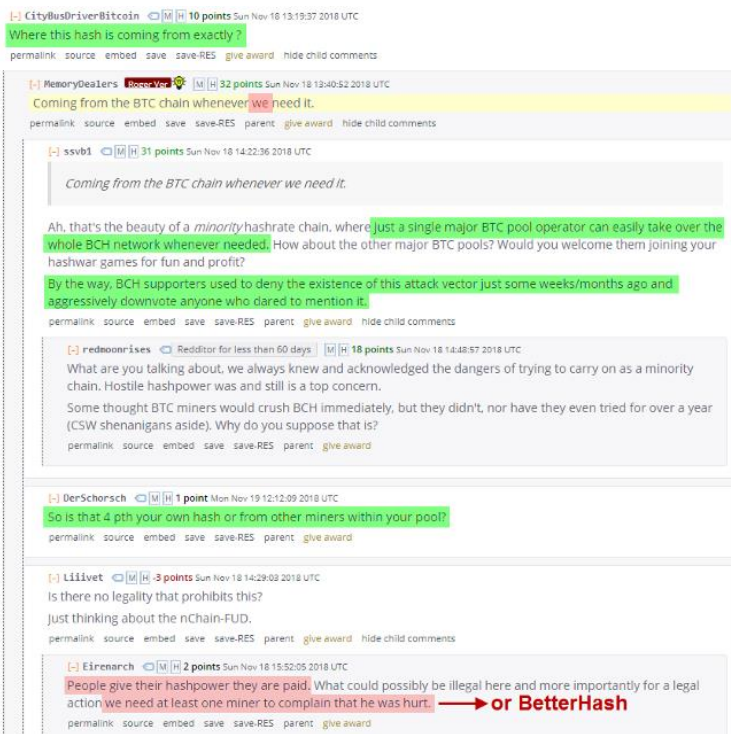 [-] CityBusDriverBitcoin M H 10 points Sun Nov 18 13:19:37 2018 UTC
Where this hash is coming from exactly ?
permalink source embed save save-RES give award hide child comments
[-] MemoryDealers Roger Ver M H 32 points Sun Nov 18 13:40:52 2018 UTC
Coming from the BTC chain whenever we need it.
permalink source embed save save-RES parent give award hide child comments
[-] ssvb1 M H 31 points Sun Nov 18 14:22:36 2018 UTC
Coming from the BTC chain whenever we need it.
Ah, that's the beauty of a minority hashrate chain, where just a single major BTC pool operator can easily take over the
whole BCH network whenever needed. How about the other major BTC pools? Would you welcome them joining your
hashwar games for fun and profit?
By the way, BCH supporters used to deny the existence of this attack vector just some weeks/months ago and
aggressively downvote anyone who dared to mention it.
permalink source embed save save-RES parent give award hide child comments
[-] redmoonrises Redditor for less than 60 days M H 18 points Sun Nov 18 14:48:57 2018 UTC
What are you talking about, we always knew and acknowledged the dangers of trying to carry on as a minority
chain. Hostile hashpower was and still is a top concern.
Some thought BTC miners would crush BCH immediately, but they didn't, nor have they even tried for over a year
(CSW shenanigans aside). Why do you suppose that is?
permalink source embed save save-RES parent give award
[-] DerSchorsch M H 1 point Mon Nov 19 12:12:09 2018 UTC
So is that 4 pth your own hash or from other miners within your pool?
permalink source embed save save-RES parent give award
[-] Liiivet M H -3 points Sun Nov 18 14:29:03 2018 UTC
Is there no legality that prohibits this?
Just thinking about the nChain-FUD.
permalink source embed save save-RES parent give award hide child comments
[-] Eirenarch M H 2 points Sun Nov 18 15:52:05 2018 UTC
People give their hashpower they are paid. What could possibly be illegal here and more importantly for a legal
action we need at least one miner to complain that he was hurt. or BetterHash
permalink source embed save save-RES parent give award